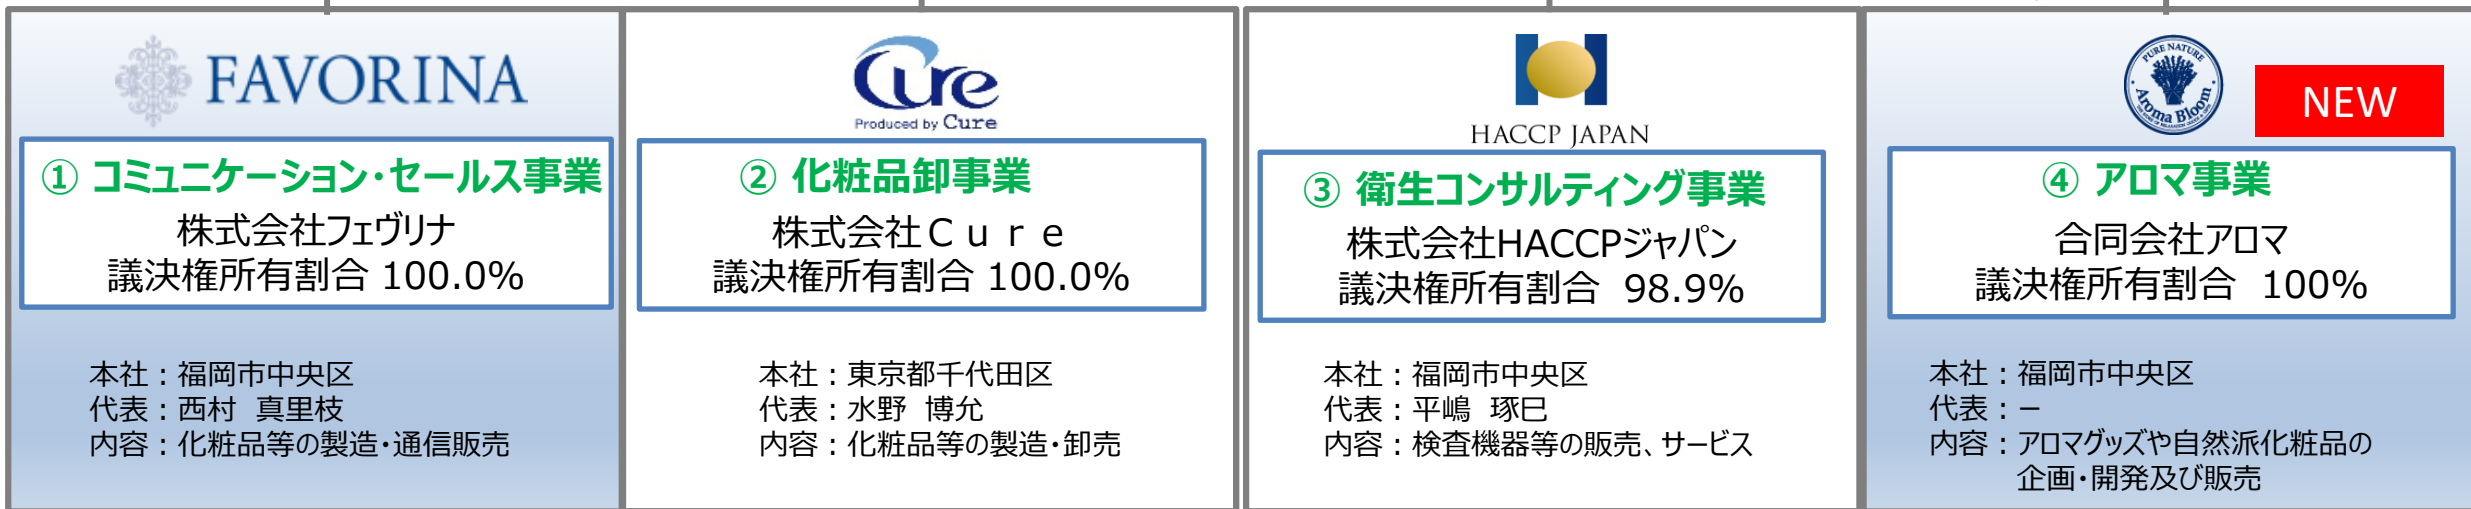 FAVORINA
① コミュニケーション・セールス事業
株式会社フェヴリナ
議決権所有割合 100.0%
本社：福岡市中央区
代表：西村 真里枝
内容：化粧品等の製造・通信販売
Cure
Produced by Cure
② 化粧品卸事業
株式会社Ｃｕｒｅ
議決権所有割合 100.0%
本社：東京都千代田区
代表：水野 博允
内容：化粧品等の製造・卸売
HACCP JAPAN
③ 衛生コンサルティング事業
株式会社HACCPジャパン
議決権所有割合 98.9%
本社：福岡市中央区
代表：平嶋 琢巳
内容：検査機器等の販売、サービス
PURE NATURE
Aroma Bloom
NEW
④ アロマ事業
合同会社アロマ
議決権所有割合 100%
本社：福岡市中央区
代表：－
内容：アロマグッズや自然派化粧品の
企画・開発及び販売